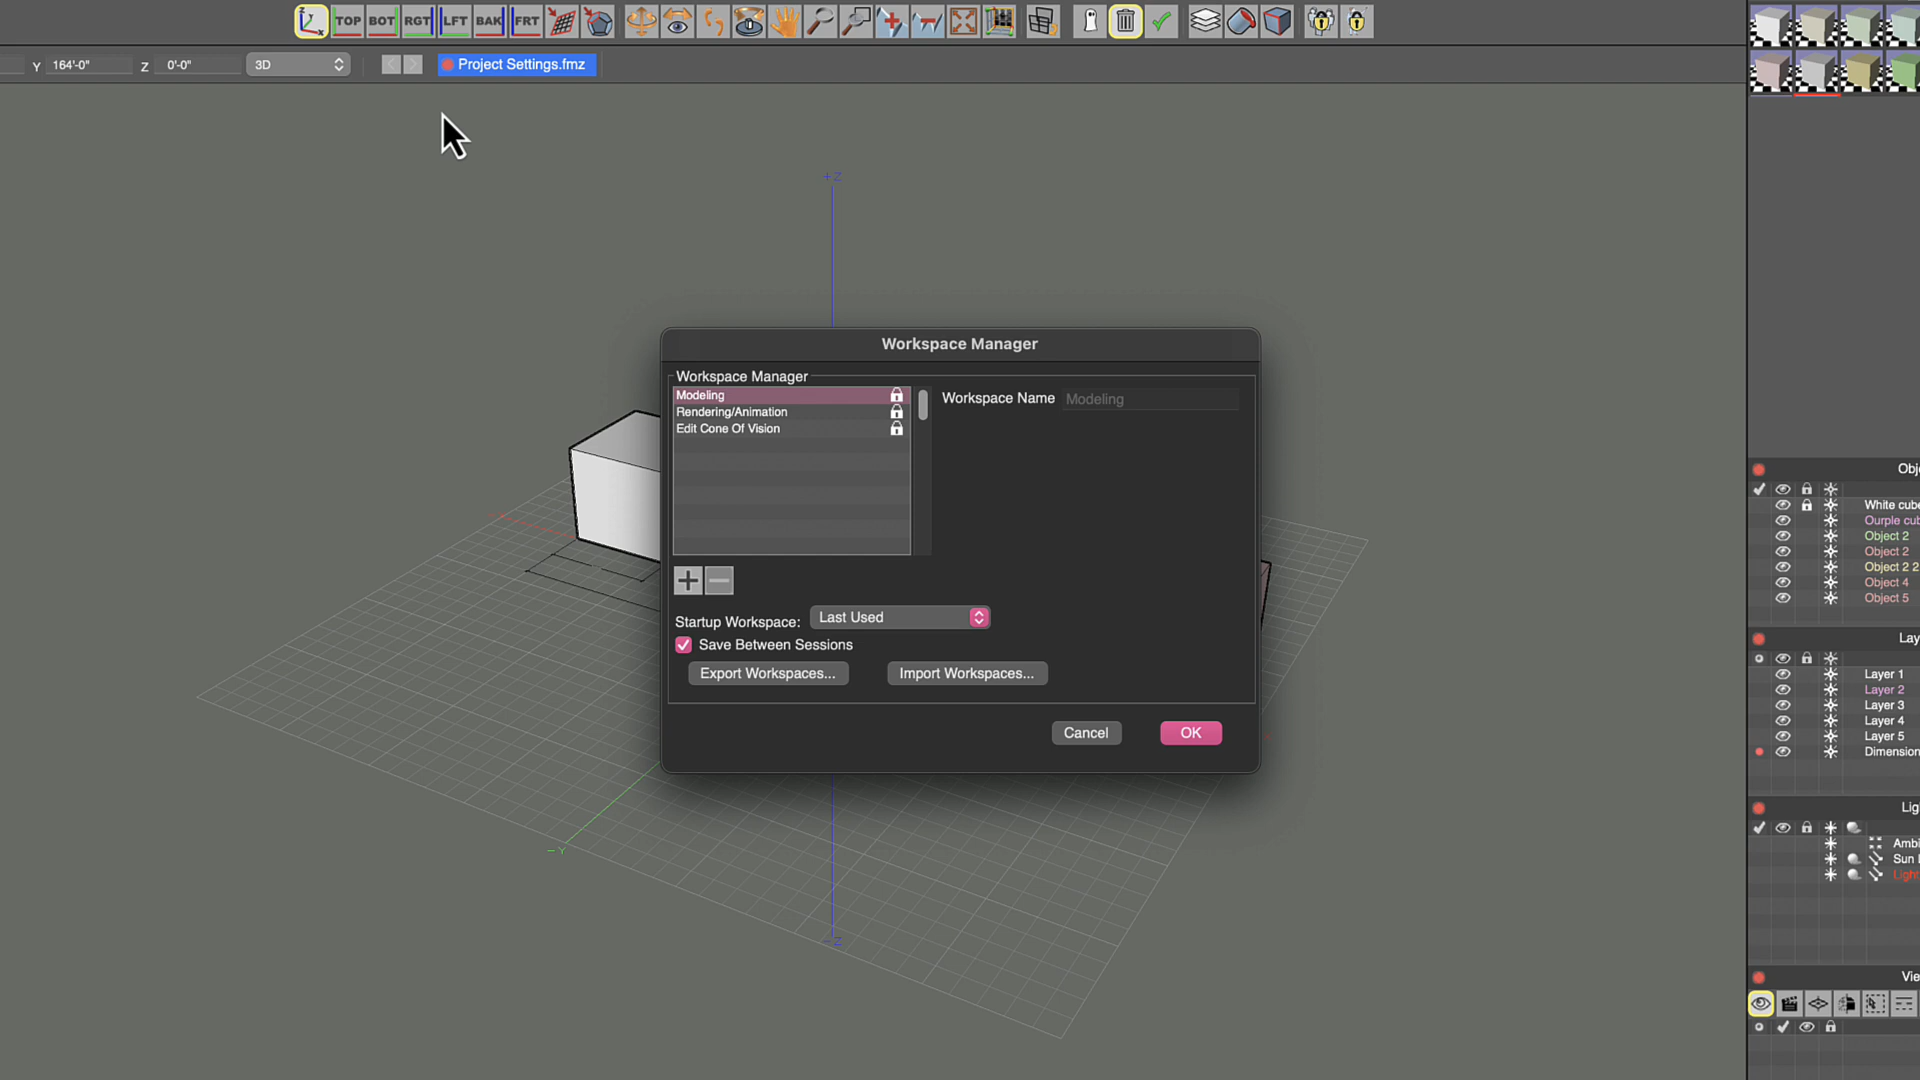 TOP BOT RGT LFT BAK FRT
Y 164'-0" Z 0'-0" 3D Project Settings.fmz
+Z
Workspace Manager
Workspace Manager
Modeling
Rendering/Animation
Edit Cone Of Vision
Workspace Name Modeling
Startup Workspace: Last Used
Save Between Sessions
Export Workspaces... Import Workspaces...
Cancel OK
-Y
-Z
Obj
White cube
Ourple cub
Object 2
Object 2
Object 2 2
Object 4
Object 5
Lay
Layer 1
Layer 2
Layer 3
Layer 4
Layer 5
Dimension
Lig
Ambi
Sun L
Light
Vie